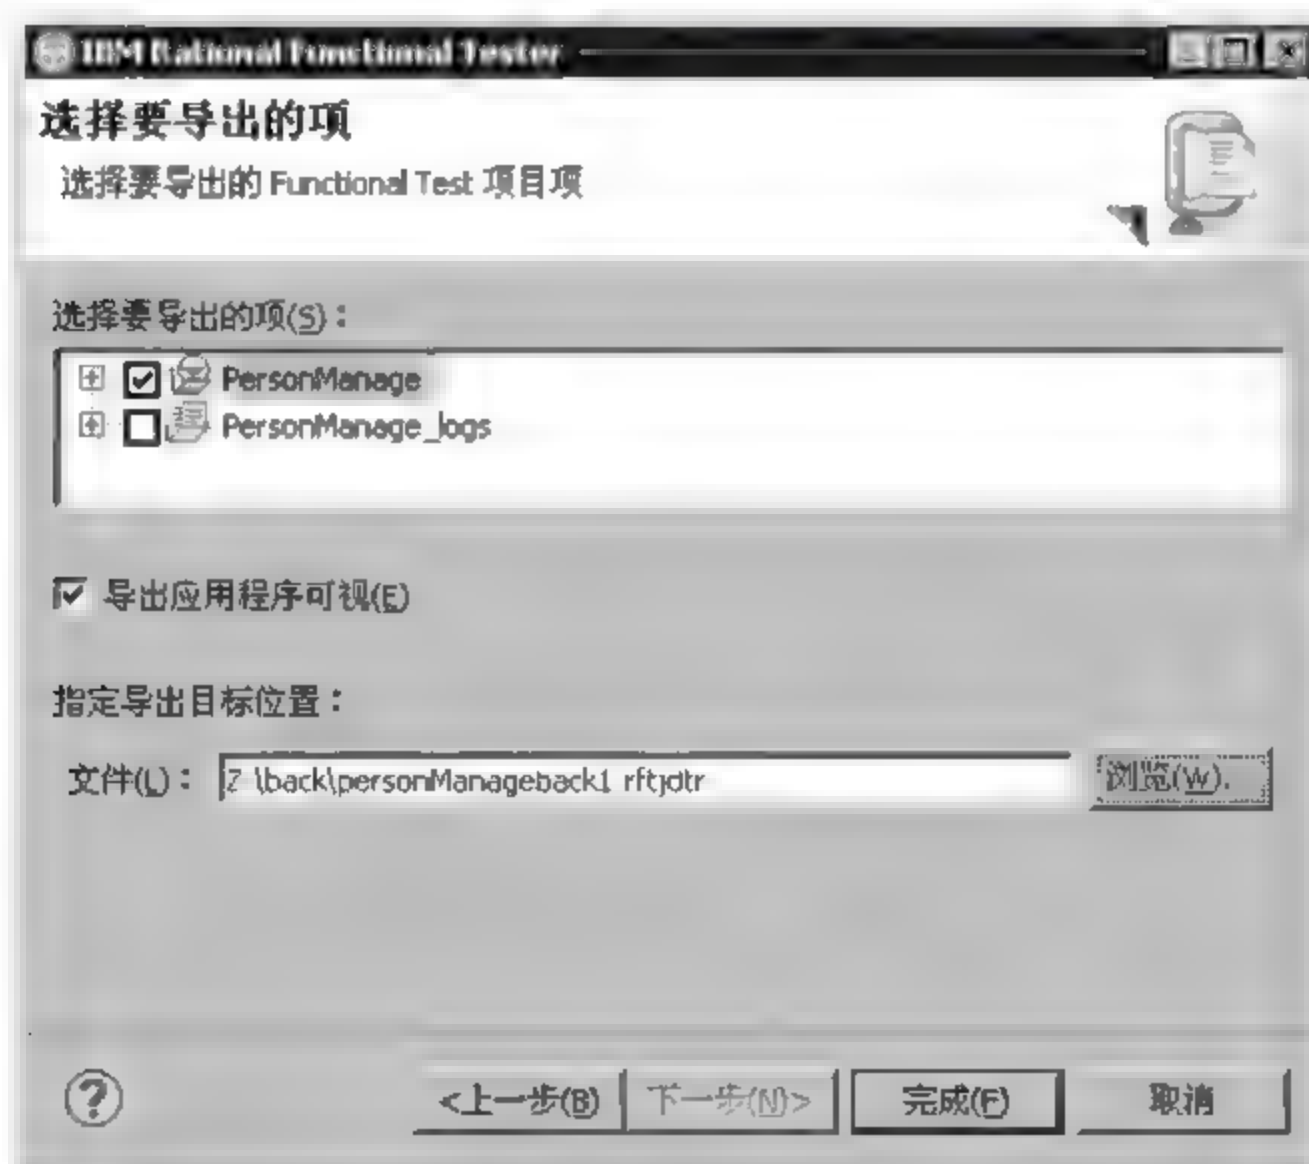 IBM Rational Functional Tester
选择要导出的项
选择要导出的 Functional Test 项目项
选择要导出的项(S)：
PersonManage
PersonManage_logs
导出应用程序可视(E)
指定导出目标位置：
文件(L)： Z \back\personManageback1 rftjdtr 浏览(W).
? <上一步(B) 下一步(N)> 完成(F) 取消